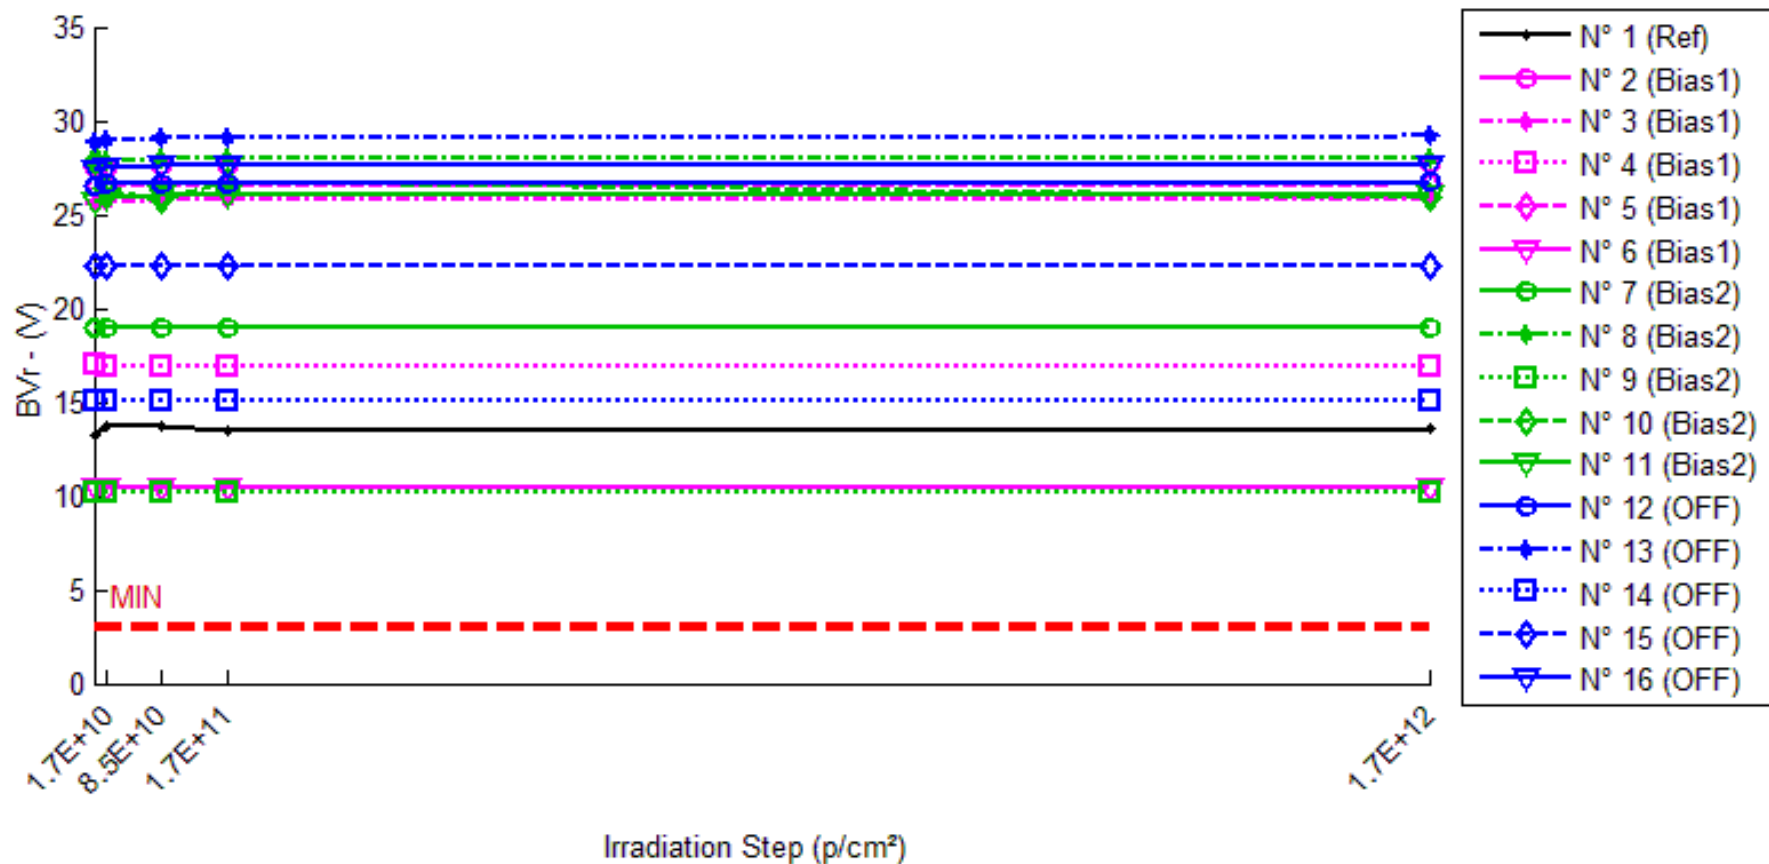 35
30
25
20
15
10
5
0
BVr - (V)
MIN
1.7E+10
8.5E+10
1.7E+11
1.7E+12
Irradiation Step (p/cm²)
N° 1 (Ref)
N° 2 (Bias1)
N° 3 (Bias1)
N° 4 (Bias1)
N° 5 (Bias1)
N° 6 (Bias1)
N° 7 (Bias2)
N° 8 (Bias2)
N° 9 (Bias2)
N° 10 (Bias2)
N° 11 (Bias2)
N° 12 (OFF)
N° 13 (OFF)
N° 14 (OFF)
N° 15 (OFF)
N° 16 (OFF)